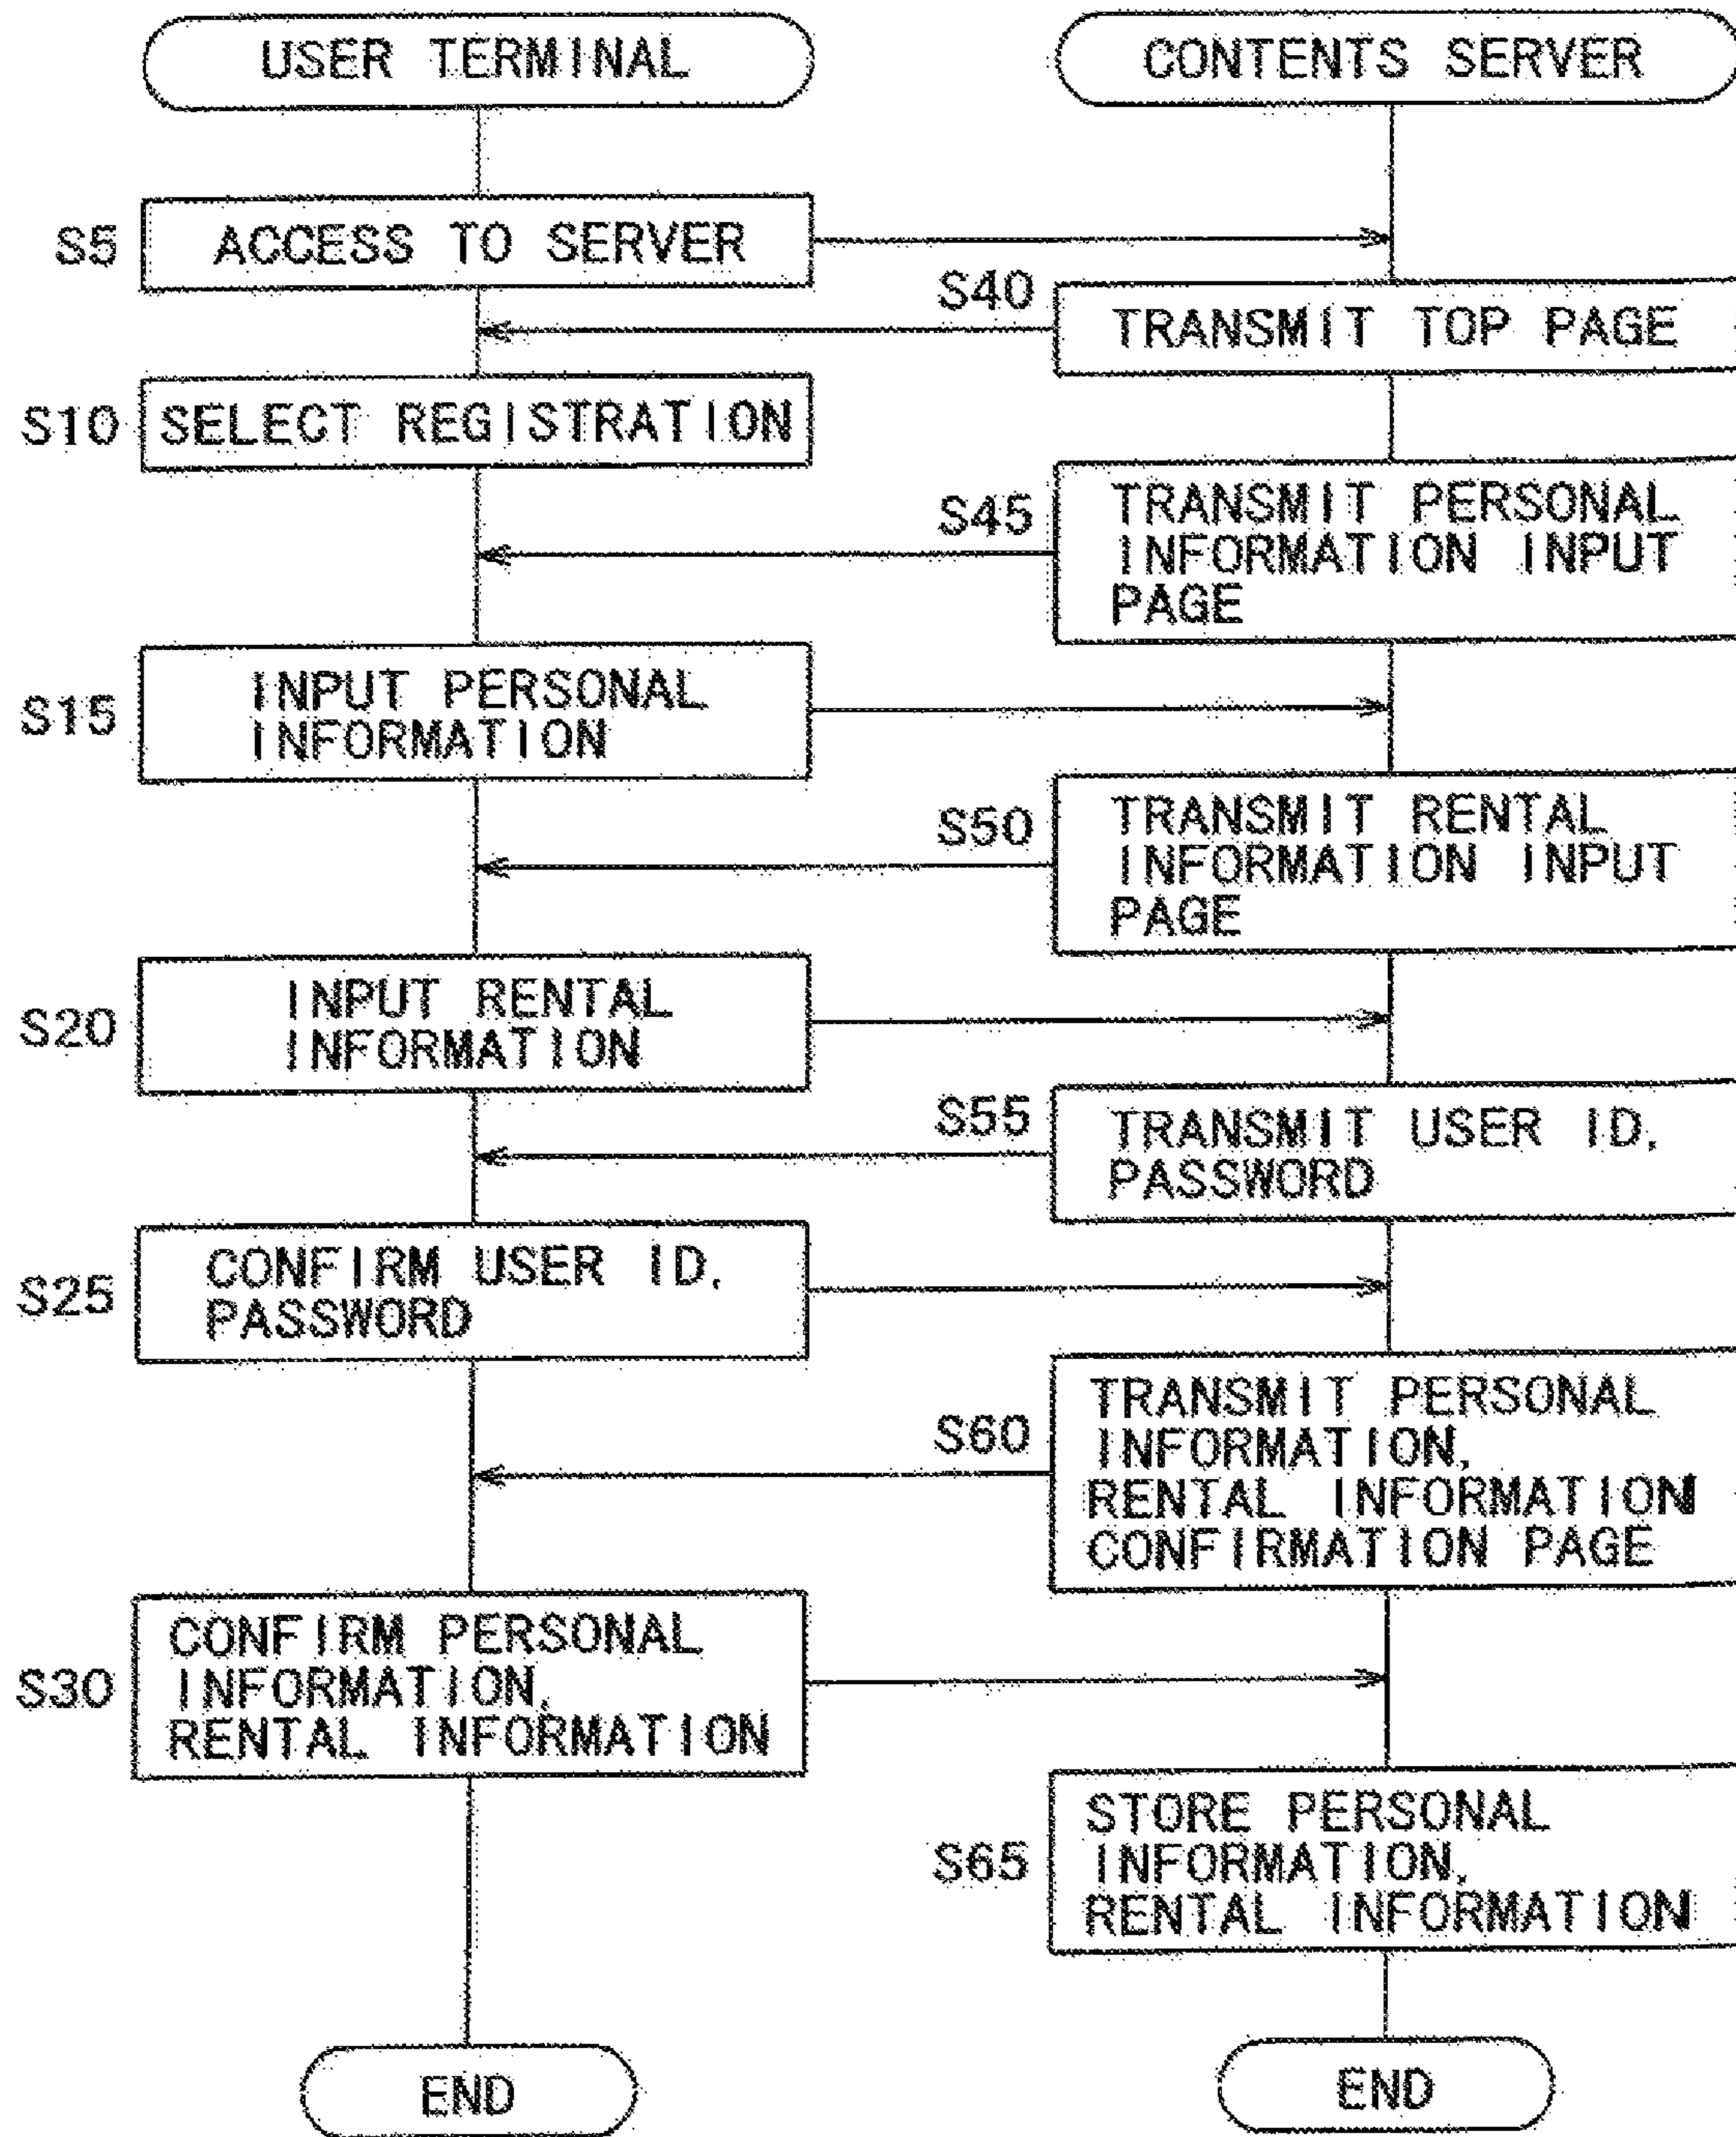 USER TERMINAL
CONTENTS SERVER
S5
ACCESS TO SERVER
S40
TRANSMIT TOP PAGE
S10
SELECT REGISTRATION
S45
TRANSMIT PERSONAL
INFORMATION INPUT
PAGE
S15
INPUT PERSONAL
INFORMATION
S50
TRANSMIT RENTAL
INFORMATION INPUT
PAGE
S20
INPUT RENTAL
INFORMATION
S55
TRANSMIT USER ID,
PASSWORD
S25
CONFIRM USER ID,
PASSWORD
S60
TRANSMIT PERSONAL
INFORMATION,
RENTAL INFORMATION
CONFIRMATION PAGE
S30
CONFIRM PERSONAL
INFORMATION,
RENTAL INFORMATION
S65
STORE PERSONAL
INFORMATION,
RENTAL INFORMATION
END
END